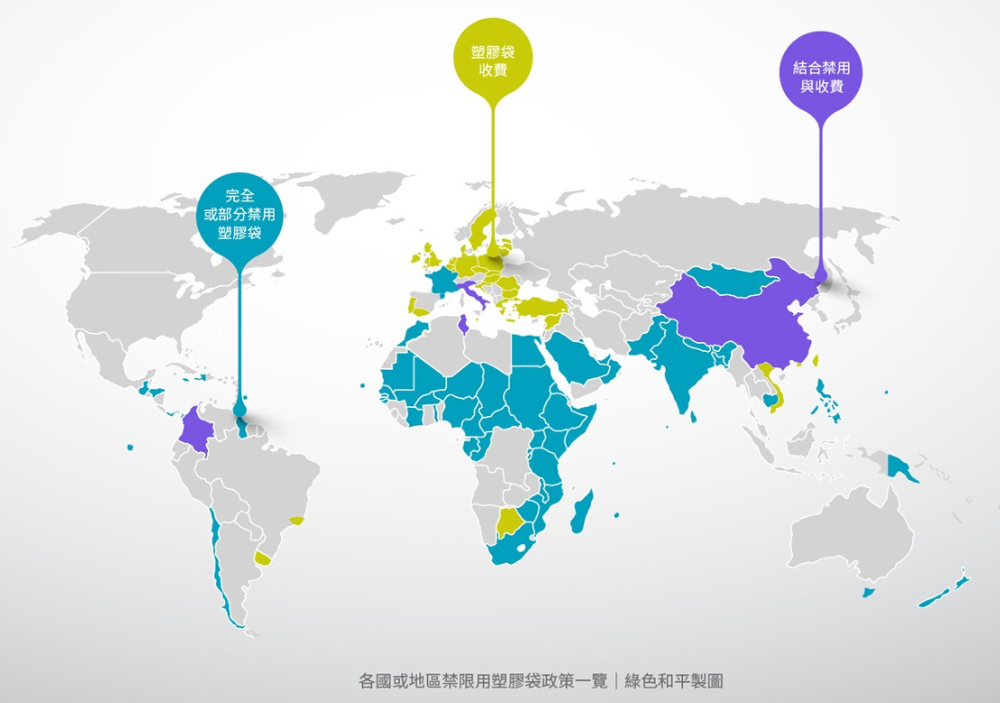 塑膠袋
收費
結合禁用
與收費
完全
或部分禁用
塑膠袋
各國或地區禁限用塑膠袋政策一覽｜綠色和平製圖